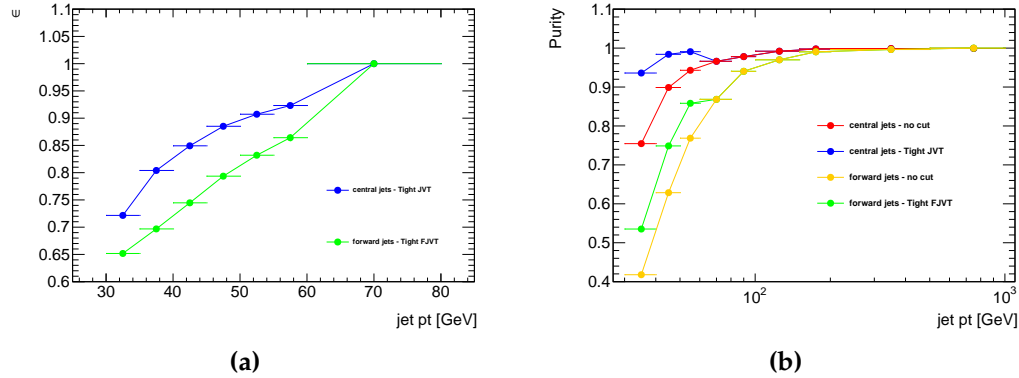 ϵ
1.1
1.05
1
0.95
0.9
0.85
0.8
0.75
0.7
0.65
0.6
30 40 50 60 70 80
jet pt [GeV]
central jets - Tight JVT
forward jets - Tight FJVT
(a)
Purity
1.1
1
0.9
0.8
0.7
0.6
0.5
0.4
10² 10³
jet pt [GeV]
central jets - no cut
central jets - Tight JVT
forward jets - no cut
forward jets - Tight FJVT
(b)